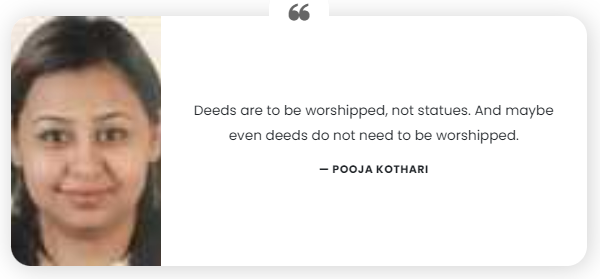 ❝
Deeds are to be worshipped, not statues. And maybe
even deeds do not need to be worshipped.
— POOJA KOTHARI